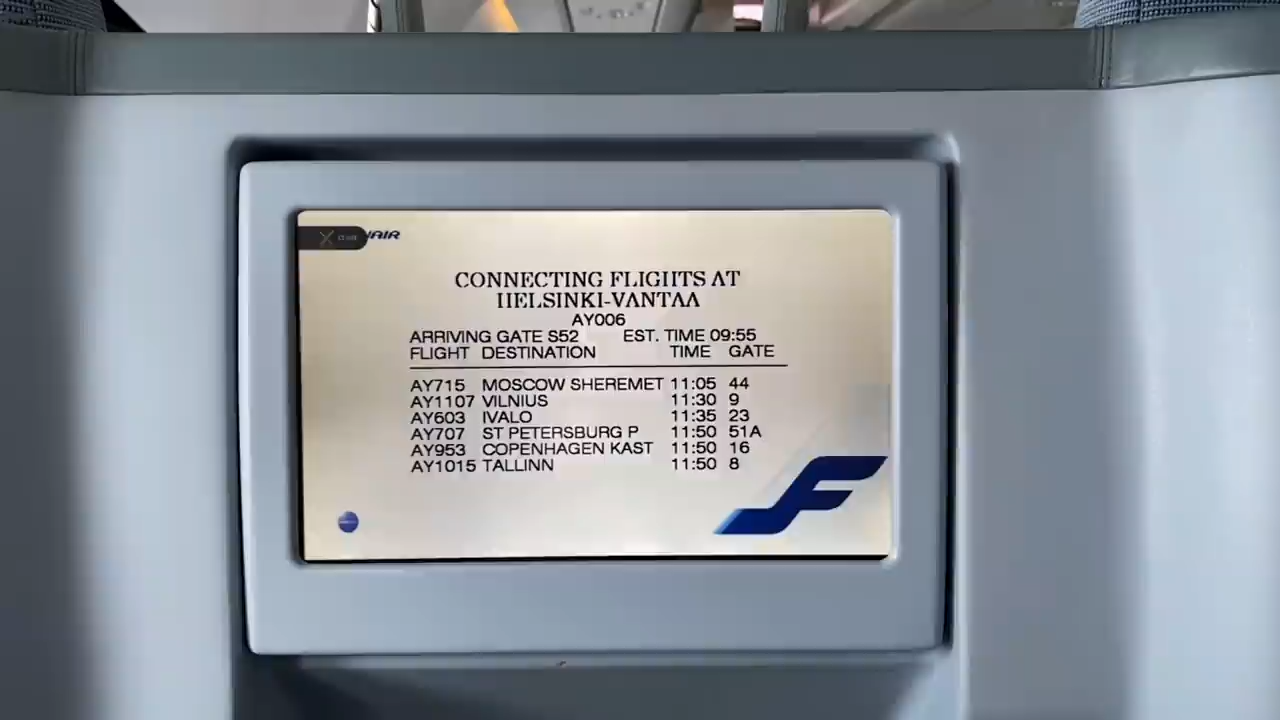 CONNECTING FLIGHTS AT
HELSINKI-VANTAA
AY006
ARRIVING GATE S52 EST. TIME 09:55
FLIGHT DESTINATION TIME GATE
AY715 MOSCOW SHEREMET 11:05 44
AY1107 VILNIUS 11:30 9
AY603 IVALO 11:35 23
AY707 ST PETERSBURG P 11:50 51A
AY953 COPENHAGEN KAST 11:50 16
AY1015 TALLINN 11:50 8